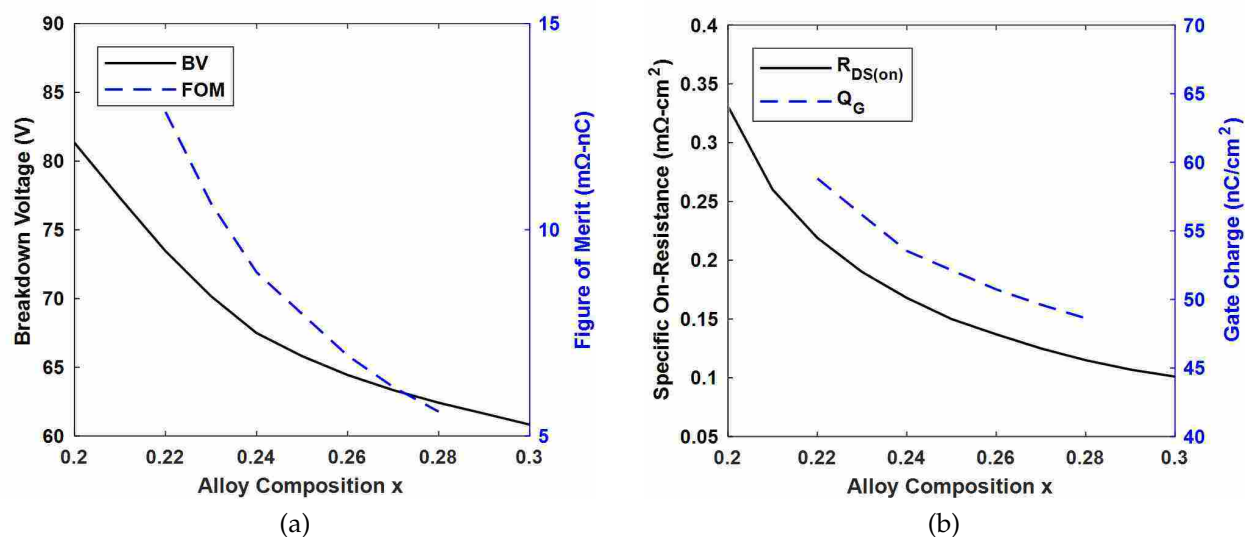 BV
FOM
Breakdown Voltage (V)
90
85
80
75
70
65
60
15
10
5
Figure of Merit (mΩ-nC)
0.2 0.22 0.24 0.26 0.28 0.3
Alloy Composition x
(a)
R_DS(on)
Q_G
Specific On-Resistance (mΩ-cm²)
0.4
0.35
0.3
0.25
0.2
0.15
0.1
0.05
70
65
60
55
50
45
40
Gate Charge (nC/cm²)
0.2 0.22 0.24 0.26 0.28 0.3
Alloy Composition x
(b)